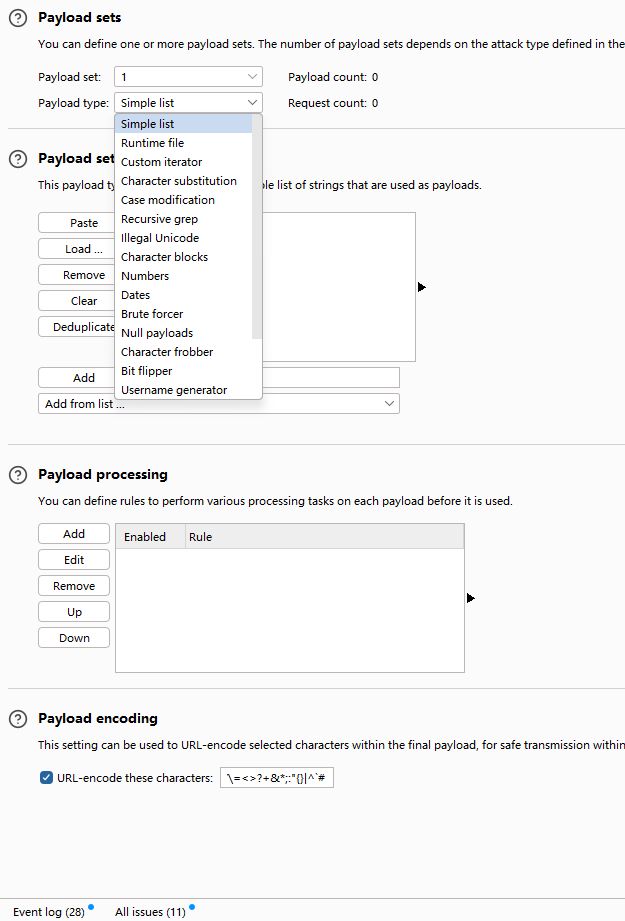 Payload sets
You can define one or more payload sets. The number of payload sets depends on the attack type defined in the
Payload set: 1 Payload count: 0
Payload type: Simple list Request count: 0
Simple list
Runtime file
Custom iterator
Character substitution
Case modification
Recursive grep
Illegal Unicode
Character blocks
Numbers
Dates
Brute forcer
Null payloads
Character frobber
Bit flipper
Username generator
Payload set
This payload ty le list of strings that are used as payloads.
Paste
Load ...
Remove
Clear
Deduplicate
Add
Add from list ...
Payload processing
You can define rules to perform various processing tasks on each payload before it is used.
Add
Edit
Remove
Up
Down
Enabled Rule
Payload encoding
This setting can be used to URL-encode selected characters within the final payload, for safe transmission within
URL-encode these characters: \=<>?+&*;:"{}|^`#
Event log (28) All issues (11)